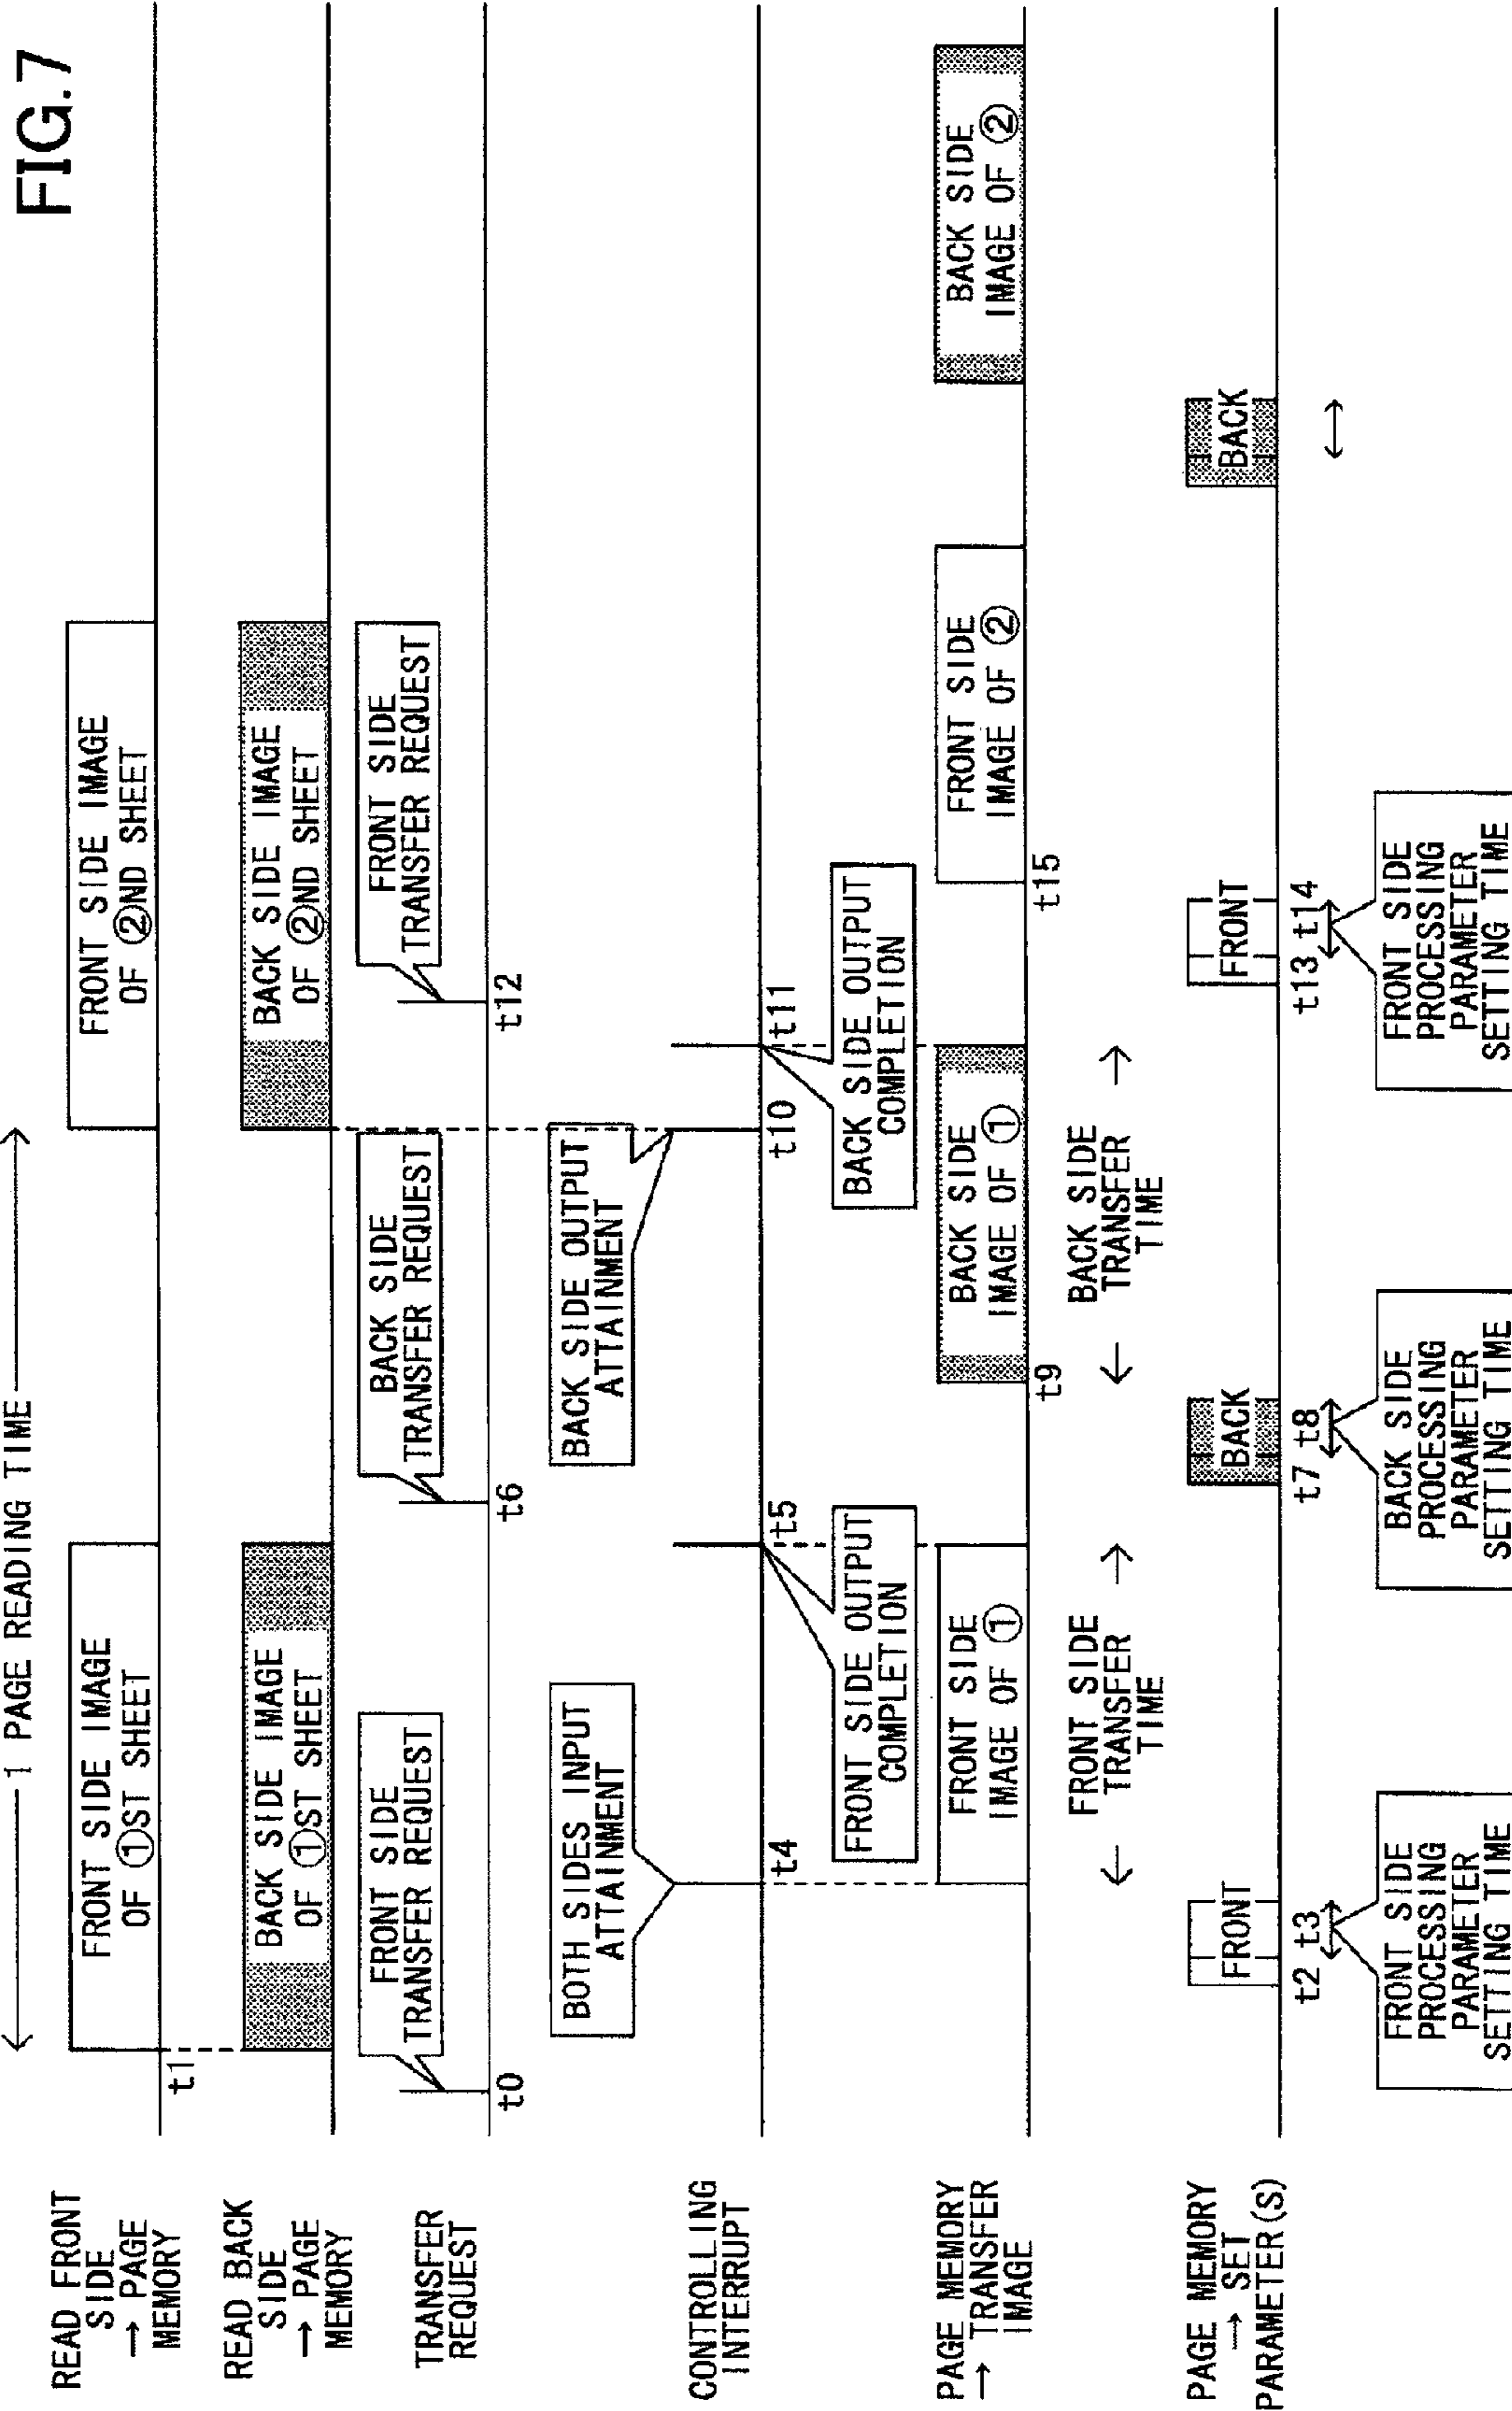 FIG.7
1 PAGE READING TIME
READ FRONT
SIDE
→ PAGE
MEMORY
FRONT SIDE IMAGE
OF ①ST SHEET
FRONT SIDE IMAGE
OF ②ND SHEET
t1
READ BACK
SIDE
→ PAGE
MEMORY
BACK SIDE IMAGE
OF ①ST SHEET
BACK SIDE IMAGE
OF ②ND SHEET
TRANSFER
REQUEST
FRONT SIDE
TRANSFER REQUEST
BACK SIDE
TRANSFER REQUEST
FRONT SIDE
TRANSFER REQUEST
t0
t6
t12
CONTROLLING
INTERRUPT
BOTH SIDES INPUT
ATTAINMENT
BACK SIDE OUTPUT
ATTAINMENT
t4
t5
t10
t11
FRONT SIDE OUTPUT
COMPLETION
BACK SIDE OUTPUT
COMPLETION
PAGE MEMORY
→ TRANSFER
IMAGE
FRONT SIDE
IMAGE OF ①
BACK SIDE
IMAGE OF ①
FRONT SIDE
IMAGE OF ②
BACK SIDE
IMAGE OF ②
t9
t15
FRONT SIDE
TRANSFER
TIME
BACK SIDE
TRANSFER
TIME
PAGE MEMORY
→ SET
PARAMETER(S)
FRONT
BACK
FRONT
BACK
t2
t3
t7
t8
t13
t14
FRONT SIDE
PROCESSING
PARAMETER
SETTING TIME
BACK SIDE
PROCESSING
PARAMETER
SETTING TIME
FRONT SIDE
PROCESSING
PARAMETER
SETTING TIME